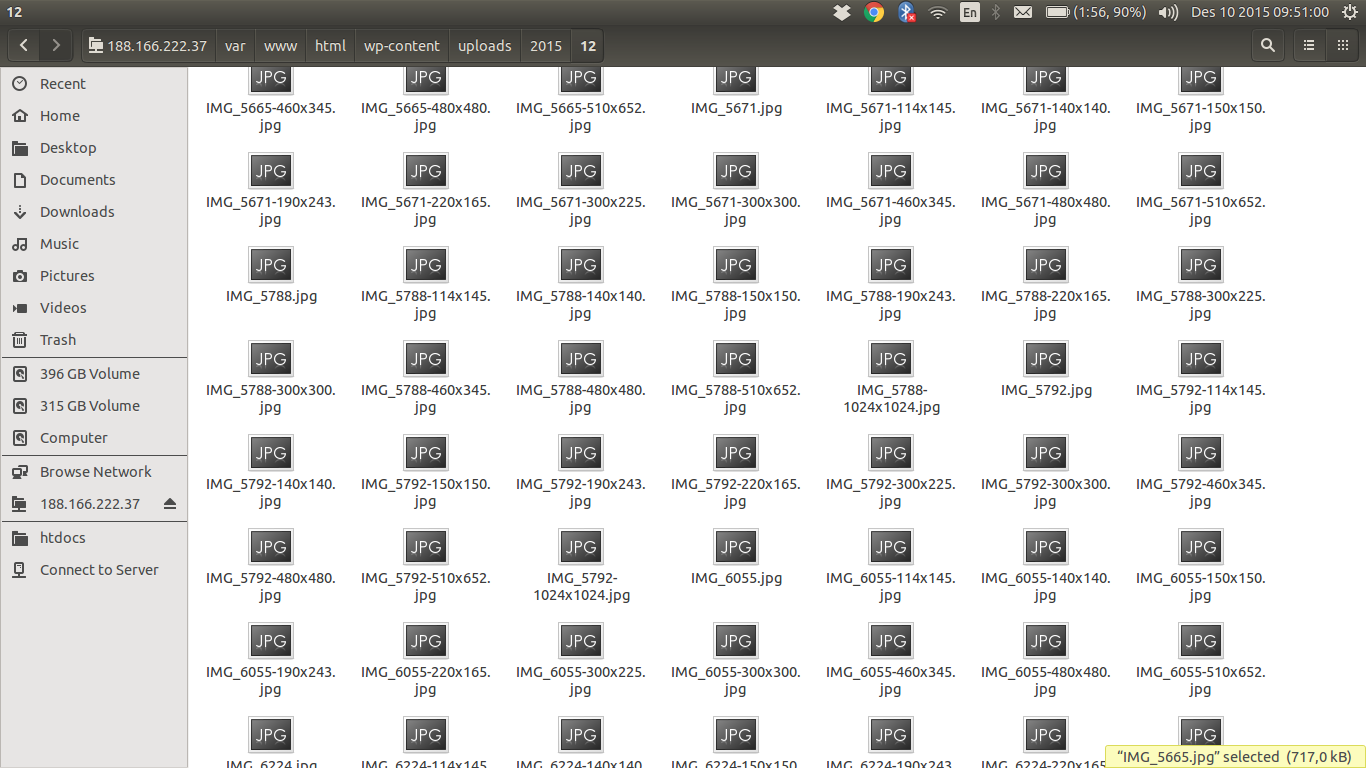 12
En
(1:56, 90%)
Des 10 2015 09:51:00
188.166.222.37
var
www
html
wp-content
uploads
2015
12
Recent
Home
Desktop
Documents
Downloads
Music
Pictures
Videos
Trash
396 GB Volume
315 GB Volume
Computer
Browse Network
188.166.222.37
htdocs
Connect to Server
JPG JPG JPG JPG JPG JPG JPG
IMG_5665-460x345. IMG_5665-480x480. IMG_5665-510x652. IMG_5671.jpg IMG_5671-114x145. IMG_5671-140x140. IMG_5671-150x150.
jpg jpg jpg jpg jpg jpg
JPG JPG JPG JPG JPG JPG JPG
IMG_5671-190x243. IMG_5671-220x165. IMG_5671-300x225. IMG_5671-300x300. IMG_5671-460x345. IMG_5671-480x480. IMG_5671-510x652.
jpg jpg jpg jpg jpg jpg jpg
JPG JPG JPG JPG JPG JPG JPG
IMG_5788.jpg IMG_5788-114x145. IMG_5788-140x140. IMG_5788-150x150. IMG_5788-190x243. IMG_5788-220x165. IMG_5788-300x225.
jpg jpg jpg jpg jpg jpg
JPG JPG JPG JPG JPG JPG JPG
IMG_5788-300x300. IMG_5788-460x345. IMG_5788-480x480. IMG_5788-510x652. IMG_5788- IMG_5792.jpg IMG_5792-114x145.
jpg jpg jpg jpg 1024x1024.jpg jpg
JPG JPG JPG JPG JPG JPG JPG
IMG_5792-140x140. IMG_5792-150x150. IMG_5792-190x243. IMG_5792-220x165. IMG_5792-300x225. IMG_5792-300x300. IMG_5792-460x345.
jpg jpg jpg jpg jpg jpg jpg
JPG JPG JPG JPG JPG JPG JPG
IMG_5792-480x480. IMG_5792-510x652. IMG_5792- IMG_6055.jpg IMG_6055-114x145. IMG_6055-140x140. IMG_6055-150x150.
jpg jpg 1024x1024.jpg jpg jpg jpg
JPG JPG JPG JPG JPG JPG JPG
IMG_6055-190x243. IMG_6055-220x165. IMG_6055-300x225. IMG_6055-300x300. IMG_6055-460x345. IMG_6055-480x480. IMG_6055-510x652.
jpg jpg jpg jpg jpg jpg jpg
JPG JPG JPG JPG JPG JPG JPG
IMG_6224.jpg IMG_6224-114x145. IMG_6224-140x140. IMG_6224-150x150. IMG_6224-190x243. IMG_6224-220x165
“IMG_5665.jpg” selected (717,0 kB)